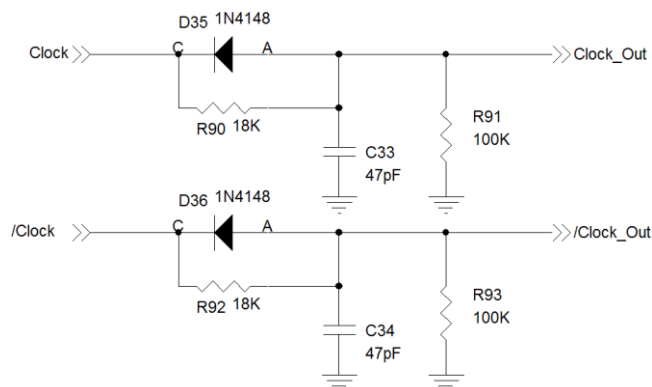 D35 1N4148
Clock C A Clock_Out
R90 18K
R91
100K
C33
47pF
D36 1N4148
/Clock C A /Clock_Out
R92 18K
R93
100K
C34
47pF